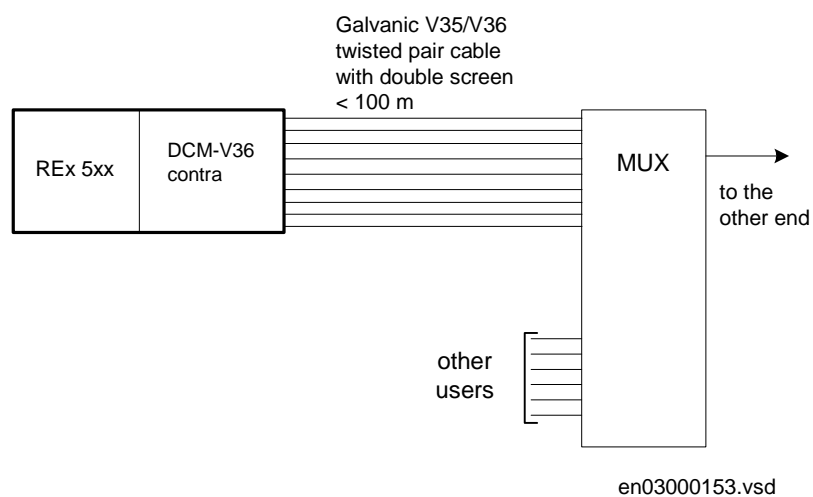 Galvanic V35/V36
twisted pair cable
with double screen
< 100 m
REx 5xx
DCM-V36
contra
MUX
to the
other end
other
users
en03000153.vsd